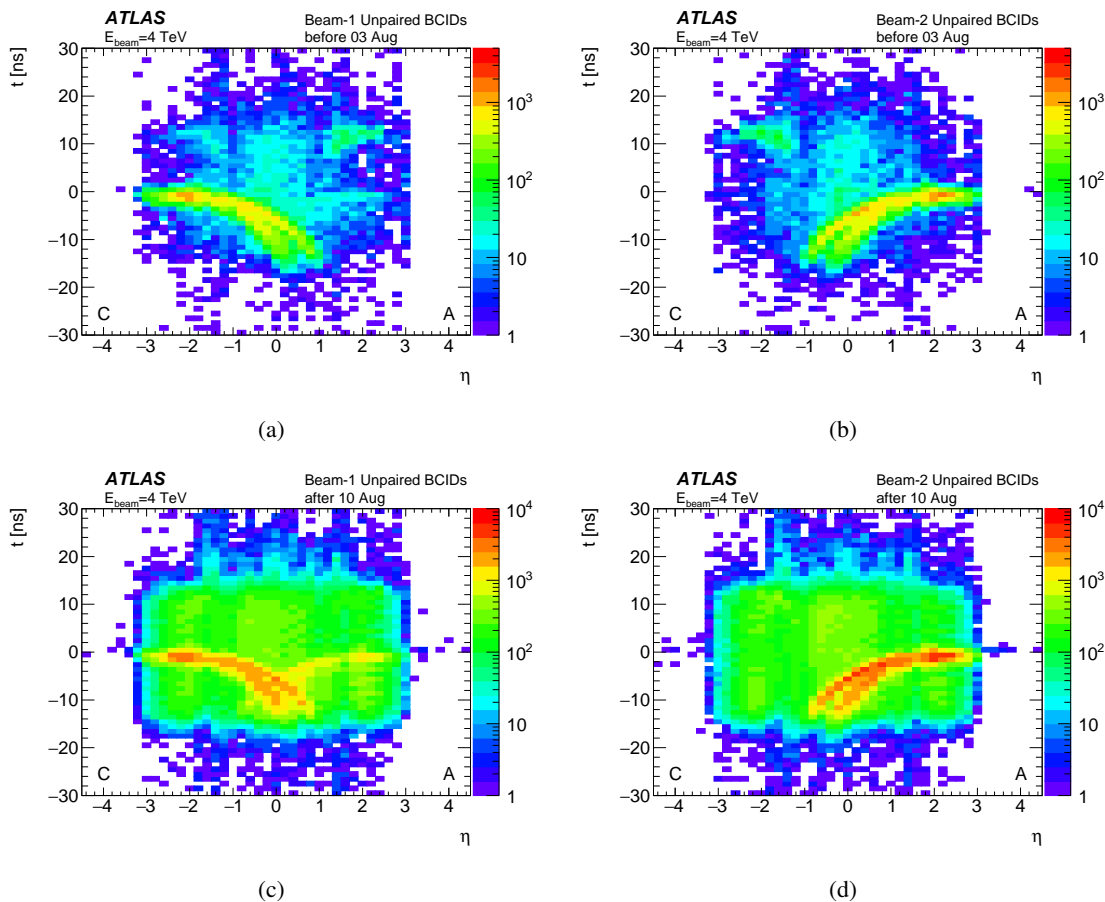 ATLAS Beam-1 Unpaired BCIDs
E_beam=4 TeV before 03 Aug
t [ns]
30
20
10
0
−10
−20
−30
−4 −3 −2 −1 0 1 2 3 4
η
C A
10³
10²
10
1
(a)
ATLAS Beam-2 Unpaired BCIDs
E_beam=4 TeV before 03 Aug
t [ns]
30
20
10
0
−10
−20
−30
−4 −3 −2 −1 0 1 2 3 4
η
C A
10³
10²
10
1
(b)
ATLAS Beam-1 Unpaired BCIDs
E_beam=4 TeV after 10 Aug
t [ns]
30
20
10
0
−10
−20
−30
−4 −3 −2 −1 0 1 2 3 4
η
C A
10⁴
10³
10²
10
1
(c)
ATLAS Beam-2 Unpaired BCIDs
E_beam=4 TeV after 10 Aug
t [ns]
30
20
10
0
−10
−20
−30
−4 −3 −2 −1 0 1 2 3 4
η
C A
10⁴
10³
10²
10
1
(d)